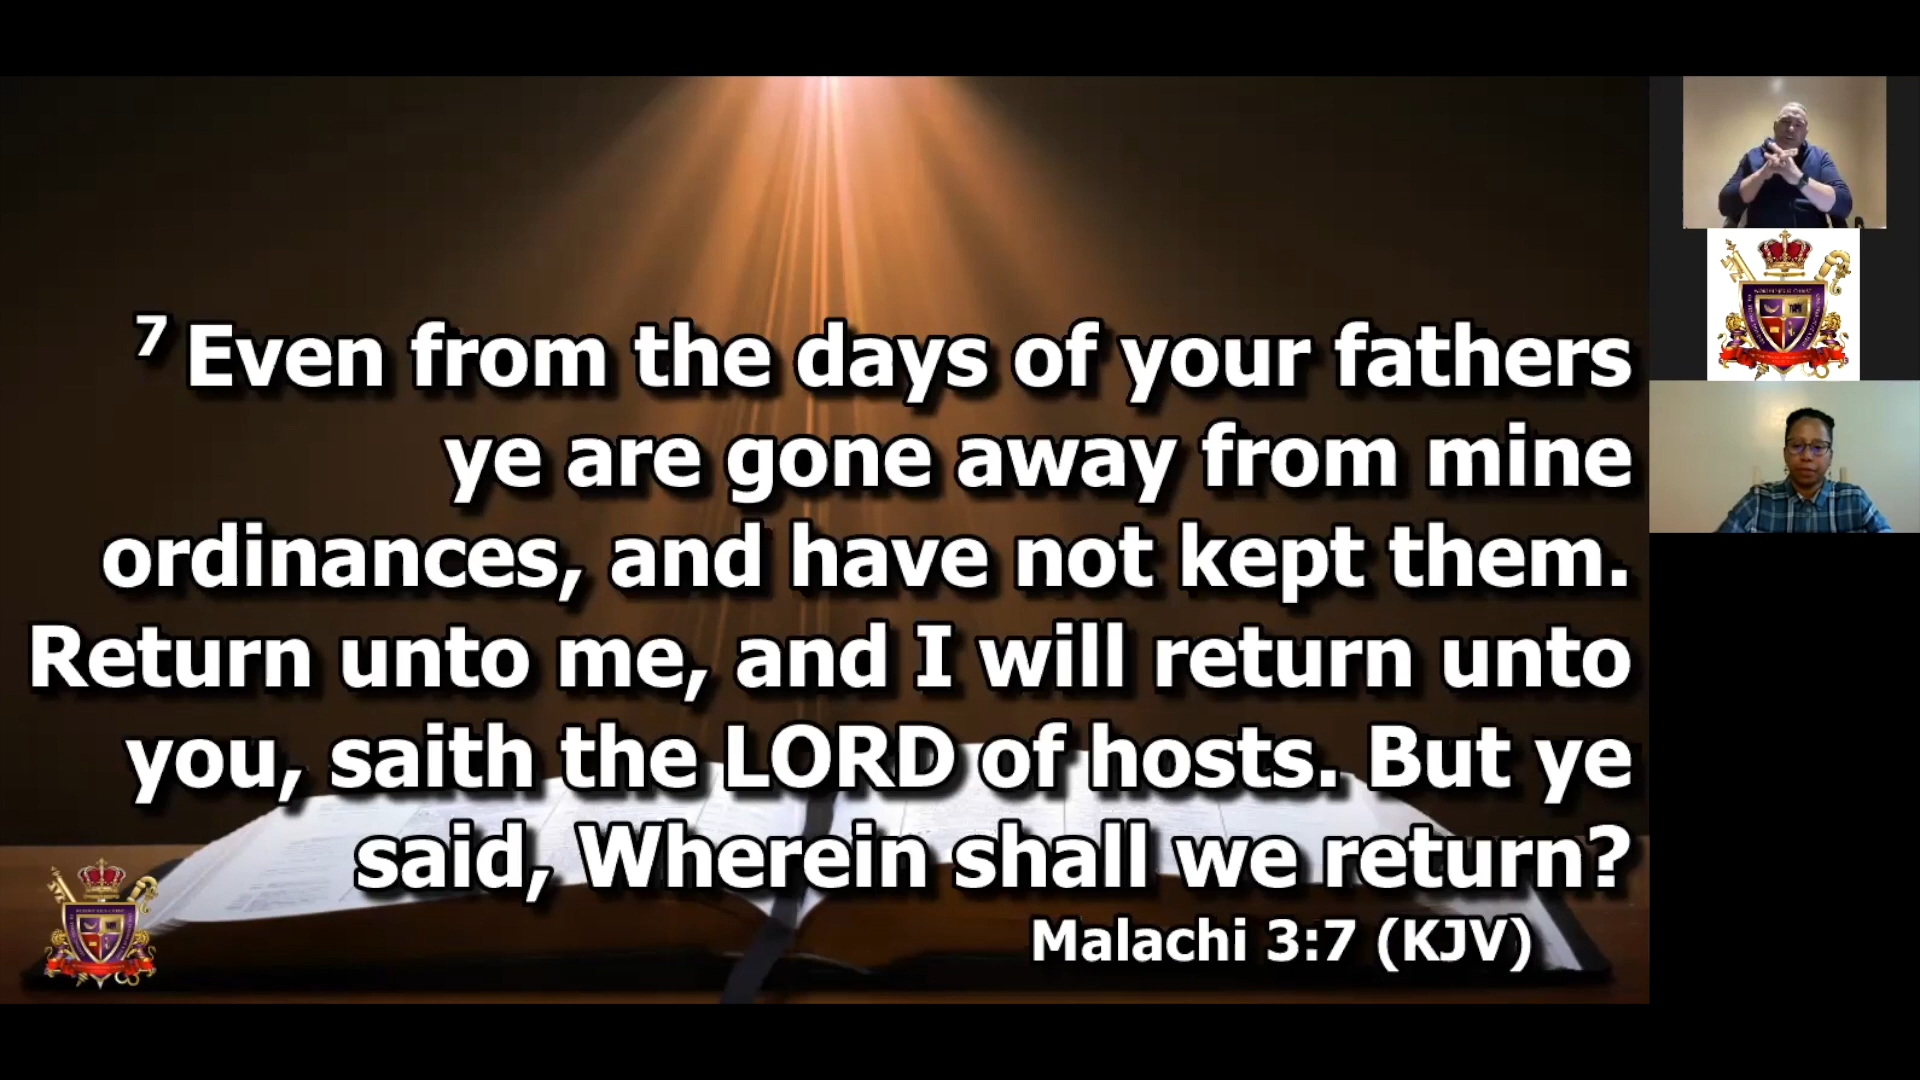 7 Even from the days of your fathers
ye are gone away from mine
ordinances, and have not kept them.
Return unto me, and I will return unto
you, saith the LORD of hosts. But ye
said, Wherein shall we return?
Malachi 3:7 (KJV)